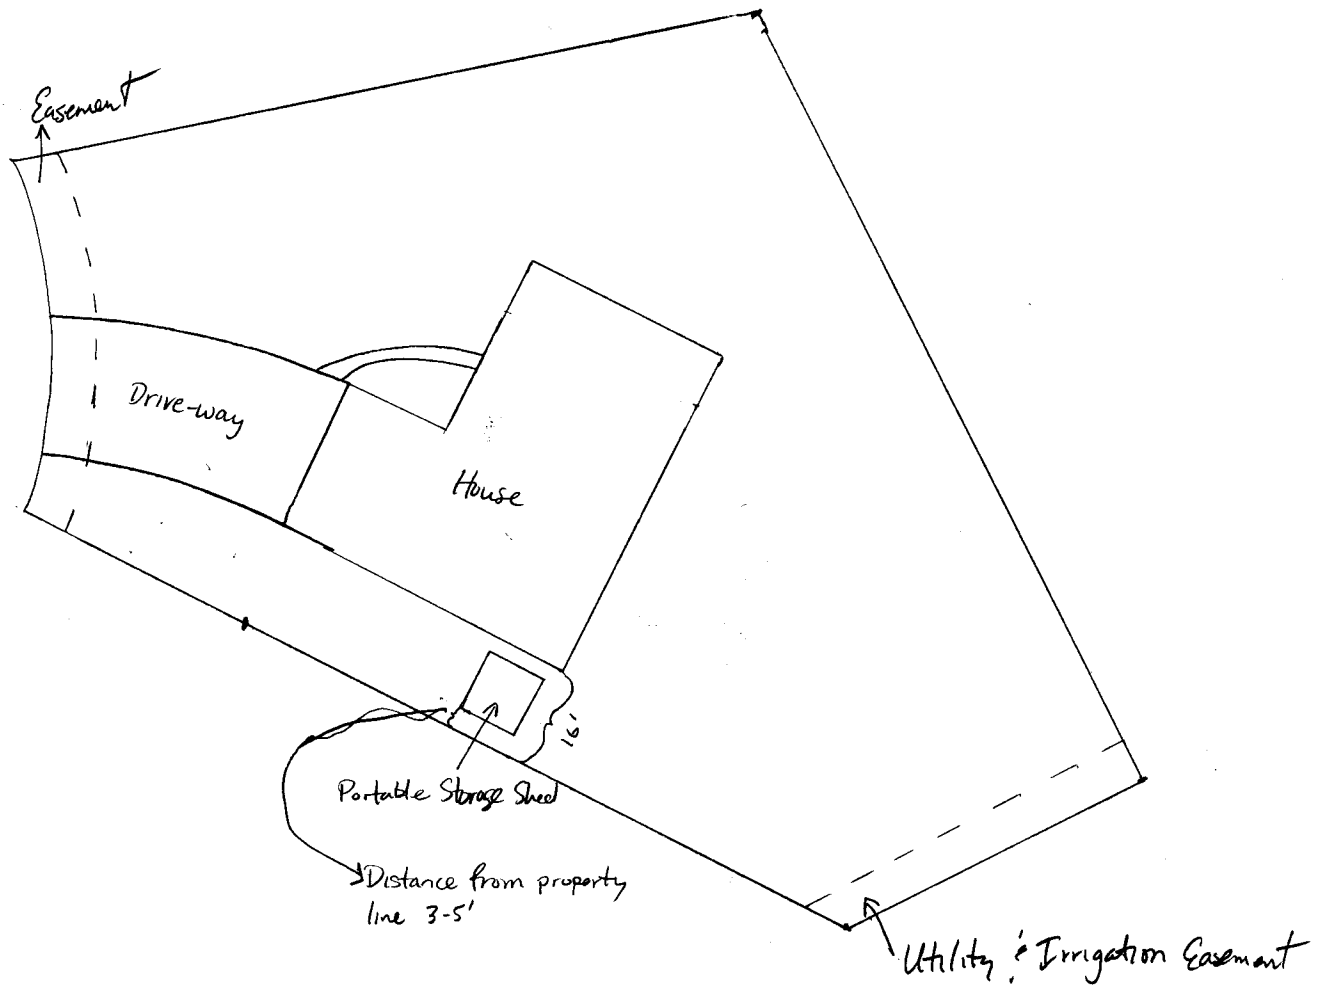 Easement
Drive-way
House
16'
Portable Storage Shed
Distance from property
line 3-5'
Utility & Irrigation Easement